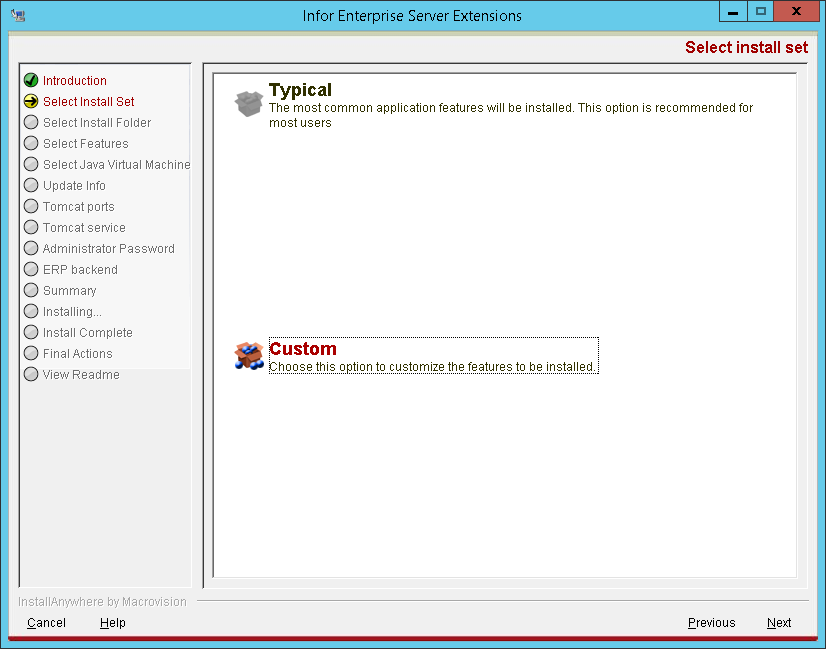 Infor Enterprise Server Extensions
Select install set
Introduction
Select Install Set
Select Install Folder
Select Features
Select Java Virtual Machine
Update Info
Tomcat ports
Tomcat service
Administrator Password
ERP backend
Summary
Installing...
Install Complete
Final Actions
View Readme
Typical
The most common application features will be installed. This option is recommended for
most users
Custom
Choose this option to customize the features to be installed.
InstallAnywhere by Macrovision
Cancel
Help
Previous
Next